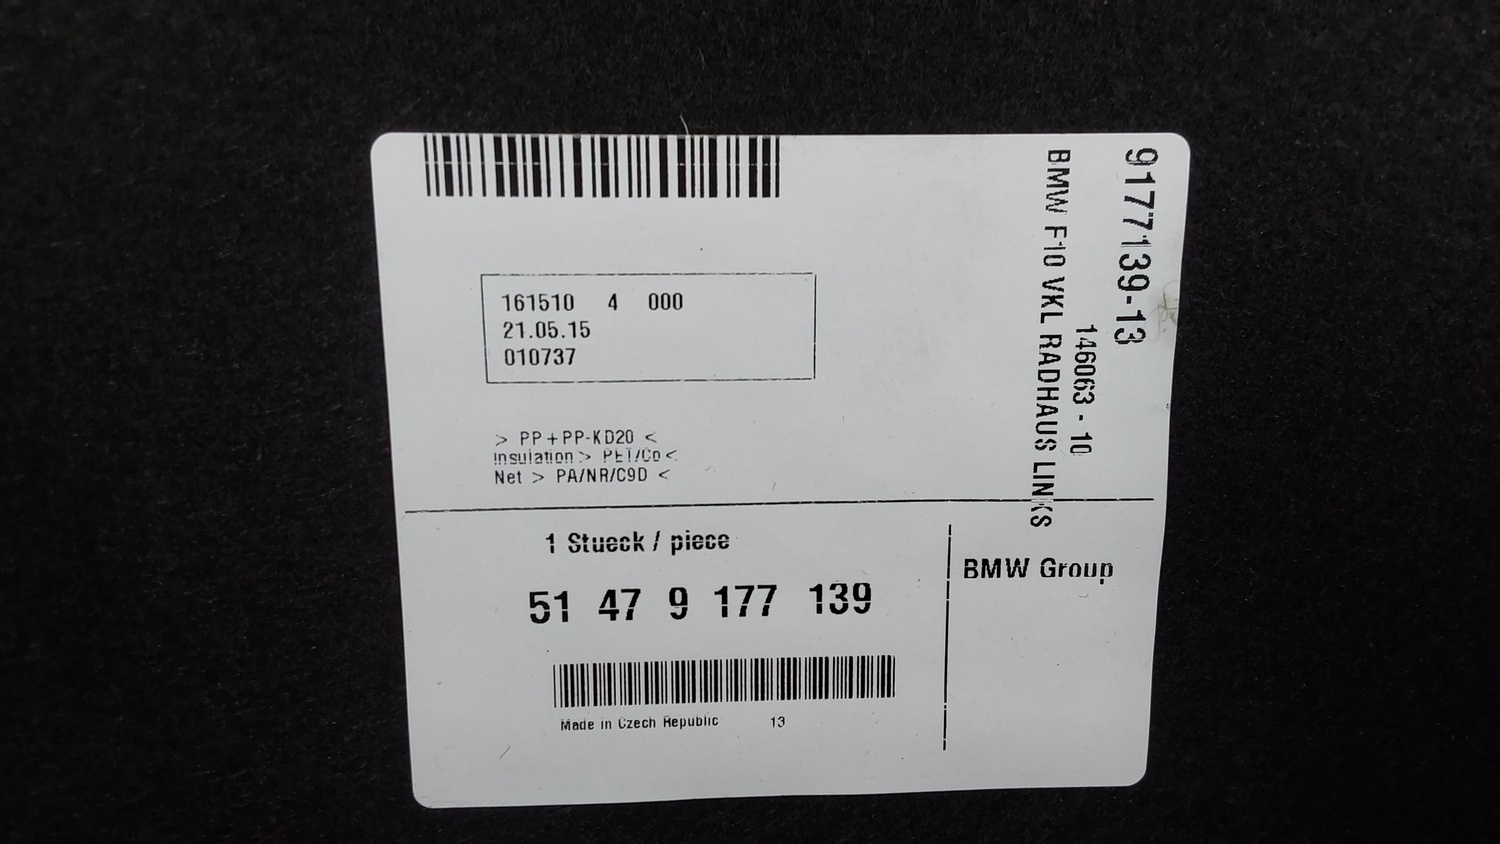 161510 4 000
21.05.15
010737
> PP+PP-KD20 <
Insulation > PET/Co <
Net > PA/NR/C9D <
9177139-13
146063 - 10
BMW F10 VKL RADHAUS LINKS
1 Stueck / piece
51 47 9 177 139
Made in Czech Republic 13
BMW Group